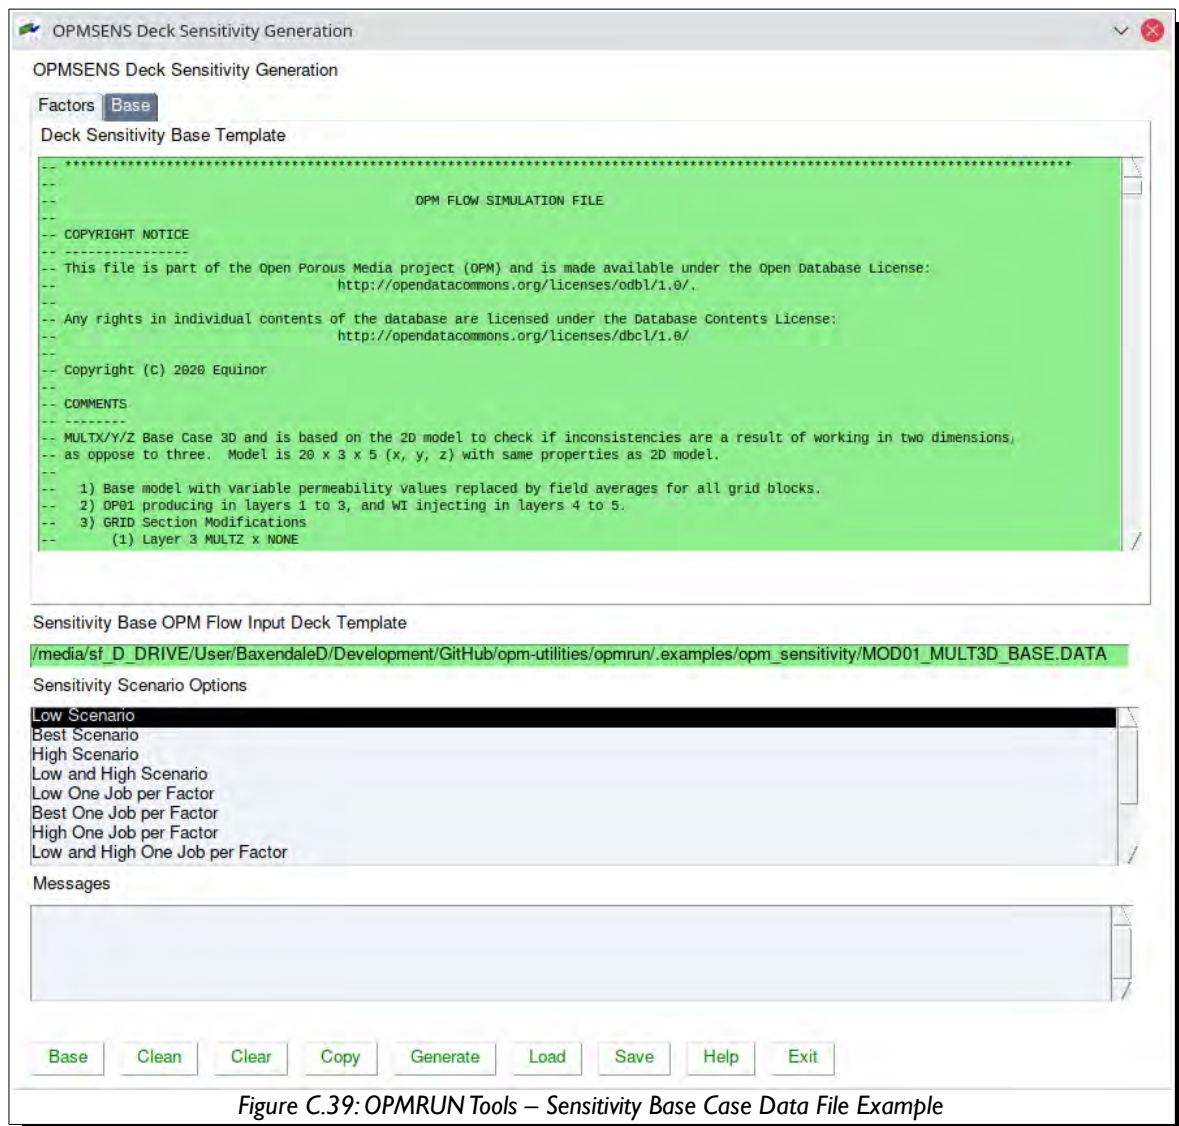 OPMSENS Deck Sensitivity Generation
OPMSENS Deck Sensitivity Generation
Factors Base
Deck Sensitivity Base Template
-- *********************************************************************************************************************************
--
-- OPM FLOW SIMULATION FILE
--
-- COPYRIGHT NOTICE
-- ----------------
-- This file is part of the Open Porous Media project (OPM) and is made available under the Open Database License:
-- http://opendatacommons.org/licenses/odbl/1.0/.
--
-- Any rights in individual contents of the database are licensed under the Database Contents License:
-- http://opendatacommons.org/licenses/dbcl/1.0/
--
-- Copyright (C) 2020 Equinor
--
-- COMMENTS
-- --------
-- MULTX/Y/Z Base Case 3D and is based on the 2D model to check if inconsistencies are a result of working in two dimensions,
-- as oppose to three. Model is 20 x 3 x 5 (x, y, z) with same properties as 2D model.
--
-- 1) Base model with variable permeability values replaced by field averages for all grid blocks.
-- 2) OP01 producing in layers 1 to 3, and WI injecting in layers 4 to 5.
-- 3) GRID Section Modifications
-- (1) Layer 3 MULTZ x NONE
Sensitivity Base OPM Flow Input Deck Template
/media/sf_D_DRIVE/User/BaxendaleD/Development/GitHub/opm-utilities/opmrun/.examples/opm_sensitivity/MOD01_MULT3D_BASE.DATA
Sensitivity Scenario Options
Low Scenario
Best Scenario
High Scenario
Low and High Scenario
Low One Job per Factor
Best One Job per Factor
High One Job per Factor
Low and High One Job per Factor
Messages
Base Clean Clear Copy Generate Load Save Help Exit
Figure C.39: OPMRUN Tools – Sensitivity Base Case Data File Example